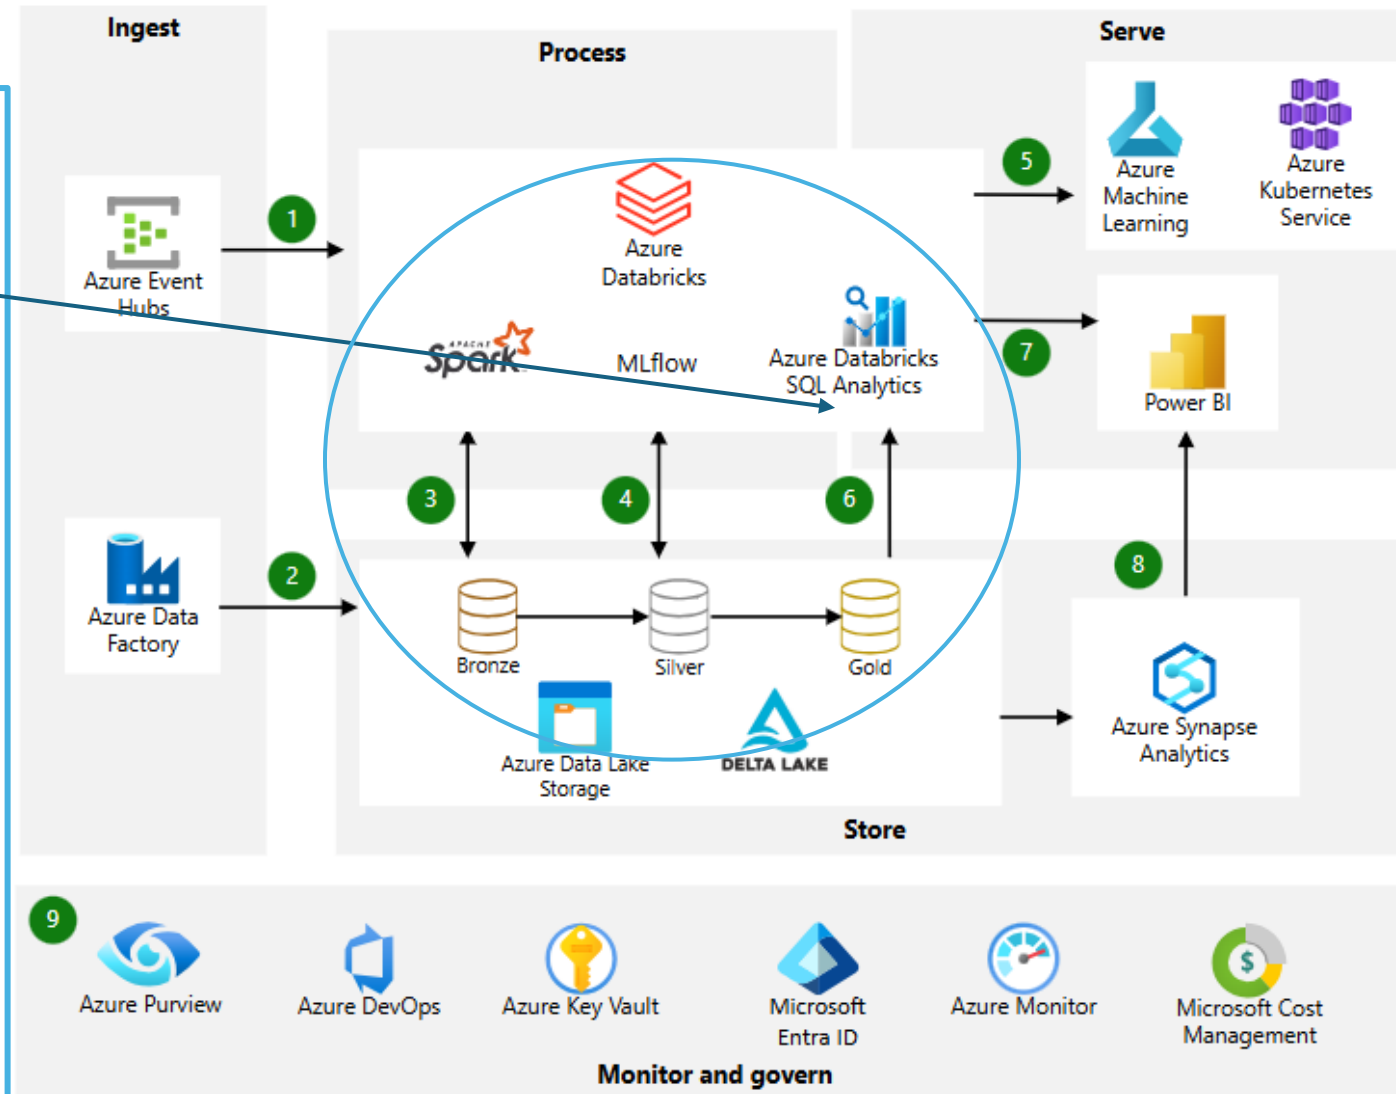 Ingest
Process
Serve
1
Azure Event
Hubs
Azure
Databricks
APACHE
Spark
MLflow
Azure Databricks
SQL Analytics
5
Azure
Machine
Learning
Azure
Kubernetes
Service
7
Power BI
3
4
6
2
Azure Data
Factory
Bronze
Silver
Gold
Azure Data Lake
Storage
DELTA LAKE
8
Azure Synapse
Analytics
Store
9
Azure Purview
Azure DevOps
Azure Key Vault
Microsoft
Entra ID
Azure Monitor
$
Microsoft Cost
Management
Monitor and govern